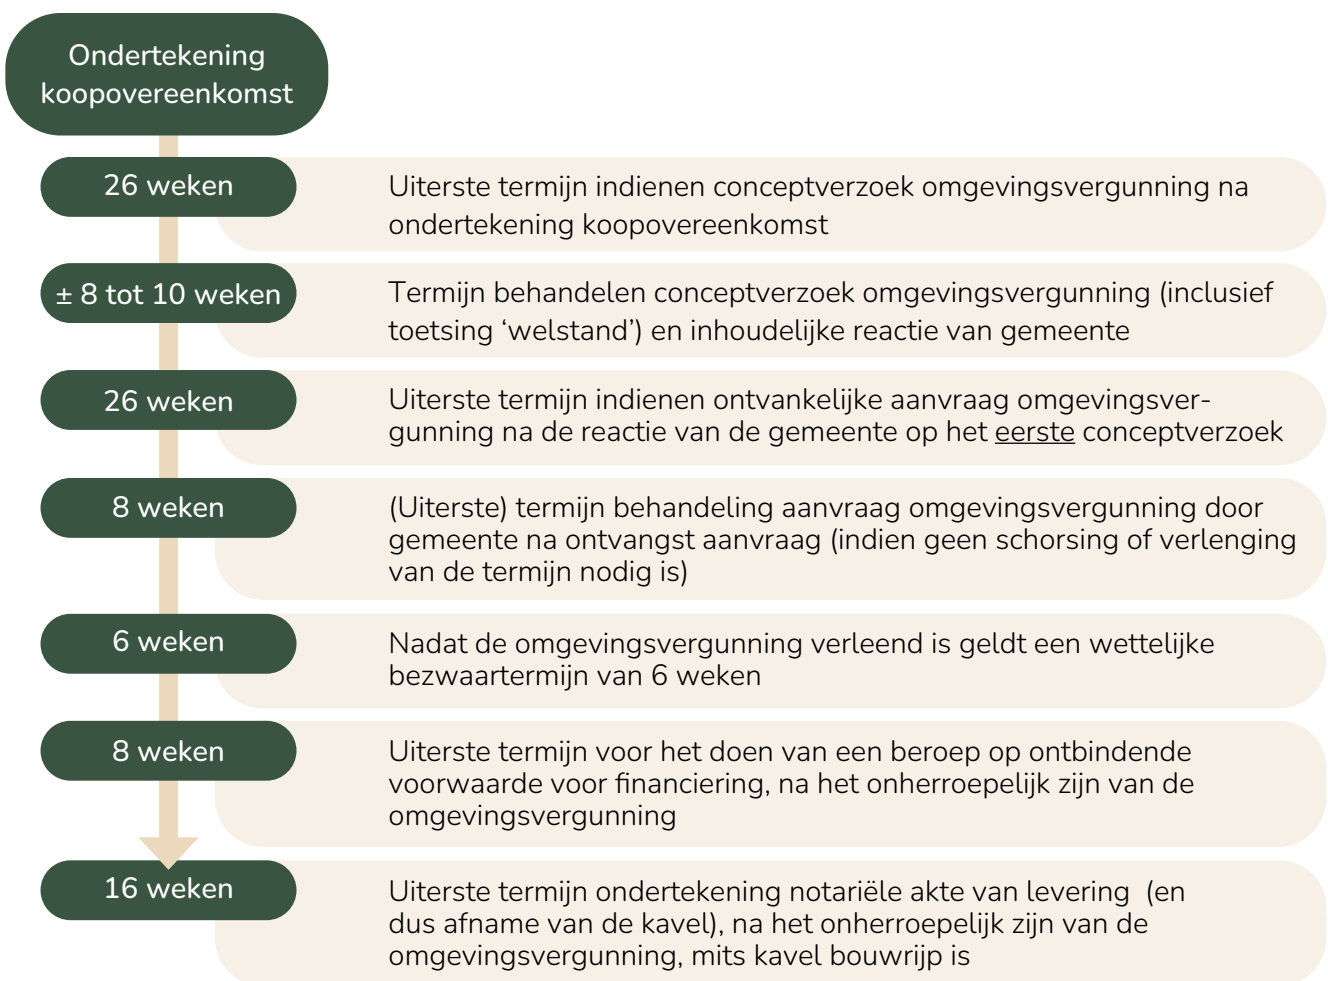 Ondertekening
koopovereenkomst
26 weken
Uiterste termijn indienen conceptverzoek omgevingsvergunning na
ondertekening koopovereenkomst
± 8 tot 10 weken
Termijn behandelen conceptverzoek omgevingsvergunning (inclusief
toetsing ‘welstand’) en inhoudelijke reactie van gemeente
26 weken
Uiterste termijn indienen ontvankelijke aanvraag omgevingsver-
gunning na de reactie van de gemeente op het eerste conceptverzoek
8 weken
(Uiterste) termijn behandeling aanvraag omgevingsvergunning door
gemeente na ontvangst aanvraag (indien geen schorsing of verlenging
van de termijn nodig is)
6 weken
Nadat de omgevingsvergunning verleend is geldt een wettelijke
bezwaartermijn van 6 weken
8 weken
Uiterste termijn voor het doen van een beroep op ontbindende
voorwaarde voor financiering, na het onherroepelijk zijn van de
omgevingsvergunning
16 weken
Uiterste termijn ondertekening notariële akte van levering (en
dus afname van de kavel), na het onherroepelijk zijn van de
omgevingsvergunning, mits kavel bouwrijp is